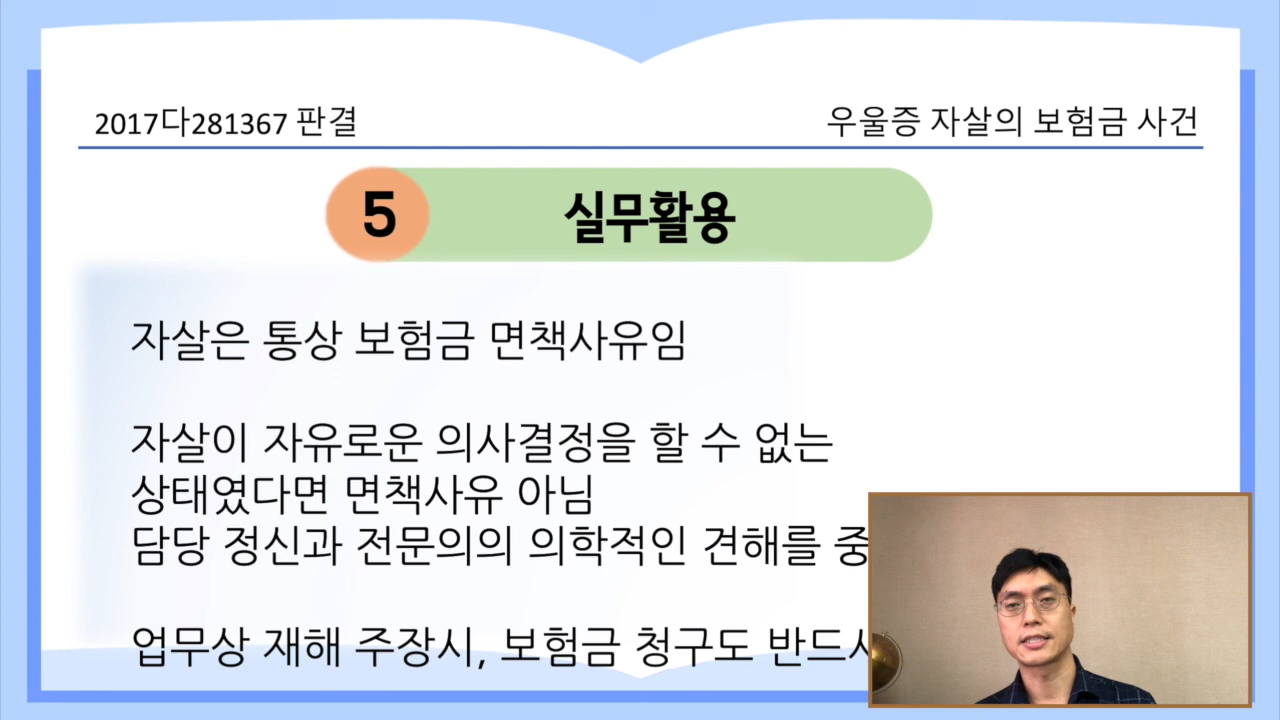 2017다281367 판결
우울증 자살의 보험금 사건
5
실무활용
자살은 통상 보험금 면책사유임
자살이 자유로운 의사결정을 할 수 없는
상태였다면 면책사유 아님
담당 정신과 전문의의 의학적인 견해를 중
업무상 재해 주장시, 보험금 청구도 반드시